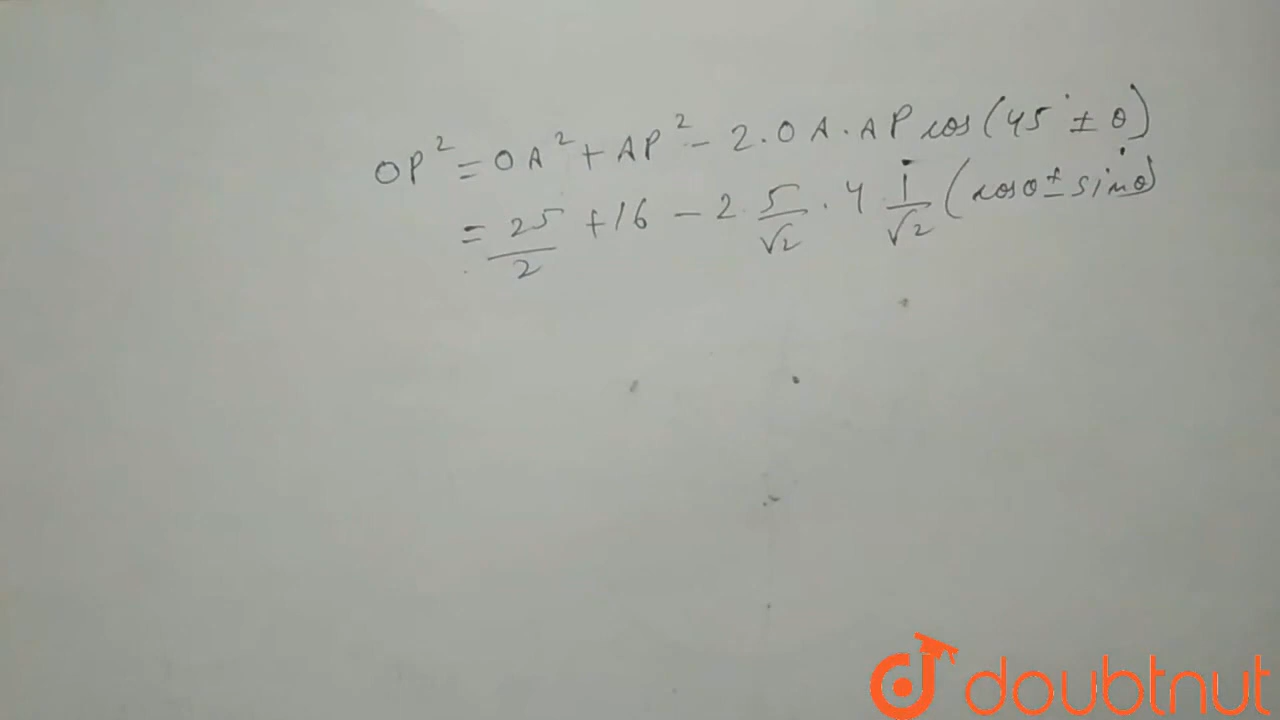 OP² = OA² + AP² - 2.OA.AP cos(45° ± θ)
= 25/2 + 16 - 2.5/√2 . 4 1/√2 (cosθ ± sinθ)
doubtnut